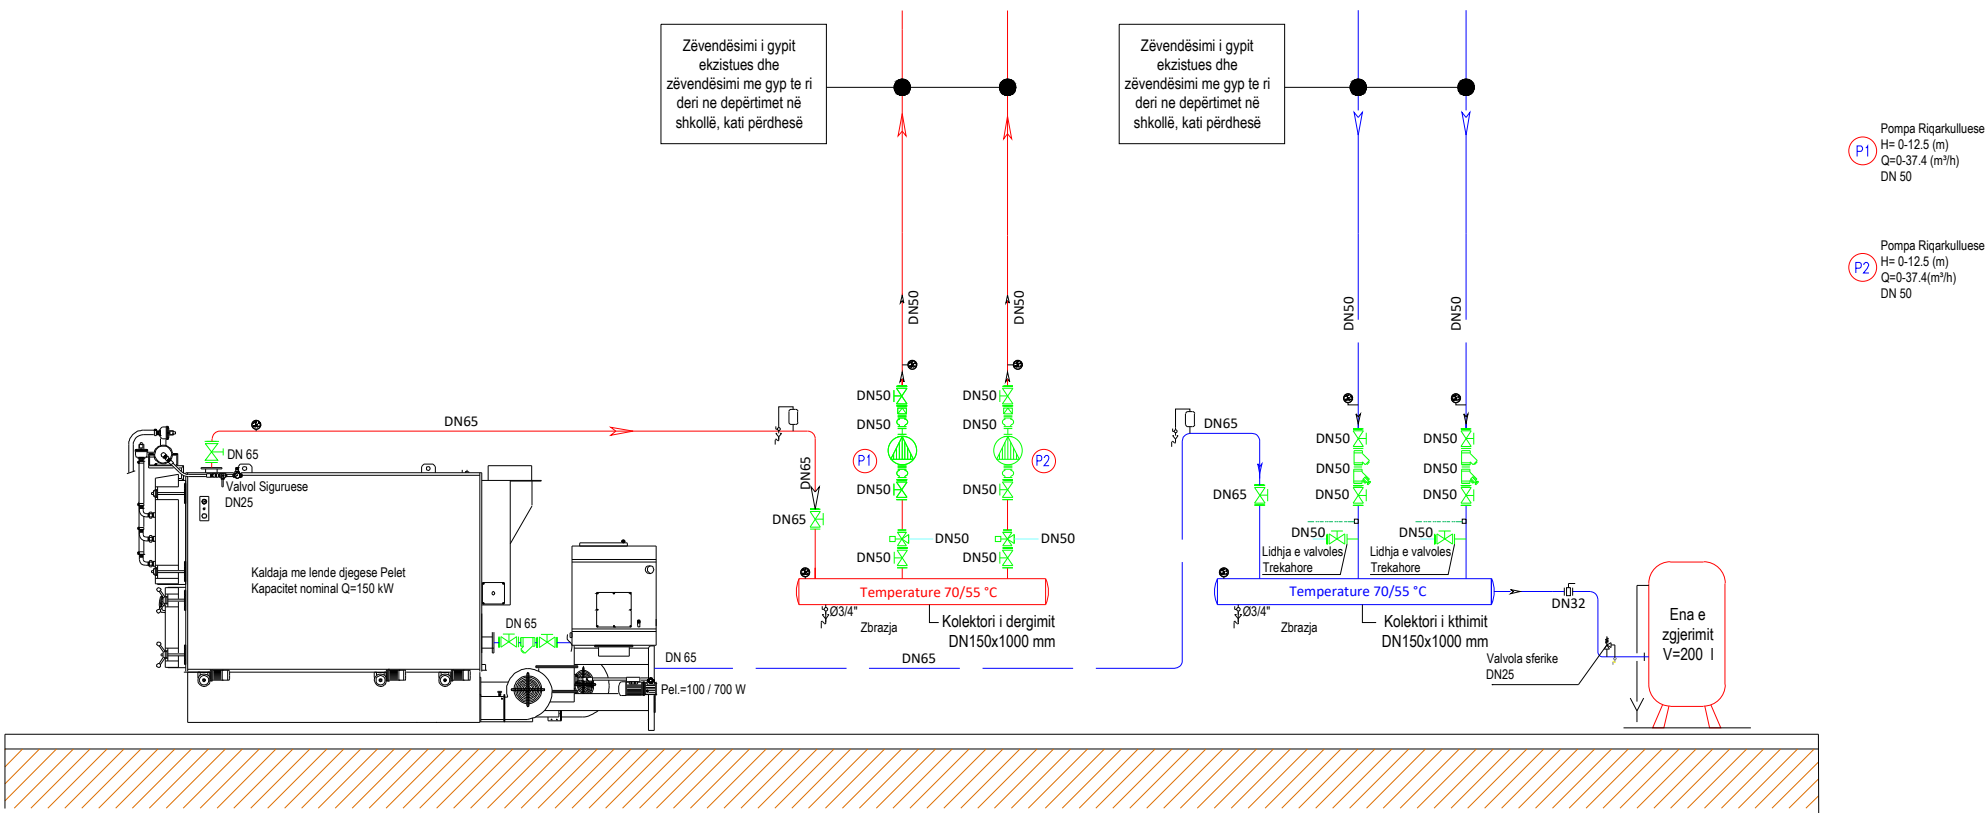 Zëvendësimi i gypit
ekzistues dhe
zëvendësimi me gyp te ri
deri ne depërtimet në
shkollë, kati përdhesë
Zëvendësimi i gypit
ekzistues dhe
zëvendësimi me gyp te ri
deri ne depërtimet në
shkollë, kati përdhesë
P1
Pompa Riqarkulluese
H= 0-12.5 (m)
Q=0-37.4 (m³/h)
DN 50
P2
Pompa Riqarkulluese
H= 0-12.5 (m)
Q=0-37.4(m³/h)
DN 50
DN50
DN50
DN50
DN50
DN65
DN 65
Valvol Siguruese
DN25
Kaldaja me lende djegese Pelet
Kapacitet nominal Q=150 kW
DN 65
DN 65
Pel.=100 / 700 W
DN65
DN65
DN50
DN50
P1
DN50
DN50
DN50
DN50
DN50
P2
DN50
DN50
DN50
Temperature 70/55 °C
Ø3/4"
Zbrazja
Kolektori i dergimit
DN150x1000 mm
DN65
DN65
DN65
DN50
DN50
DN50
DN50
DN50
DN50
DN50
Lidhja e valvoles
Trekahore
DN50
Lidhja e valvoles
Trekahore
Temperature 70/55 °C
Ø3/4"
Zbrazja
Kolektori i kthimit
DN150x1000 mm
DN32
Valvola sferike
DN25
Ena e
zgjerimit
V=200 l